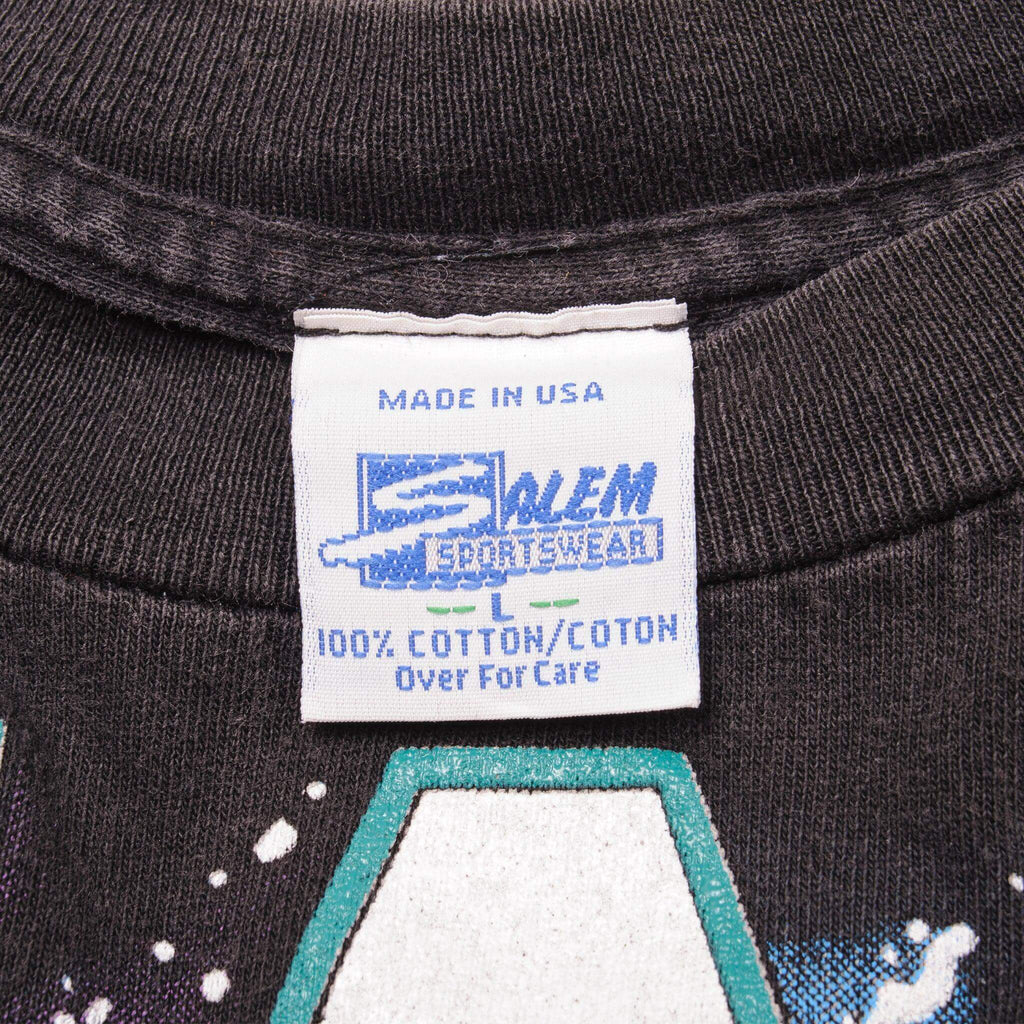 MADE IN USA
SALEM
SPORTSWEAR
L
100% COTTON/COTON
Over For Care